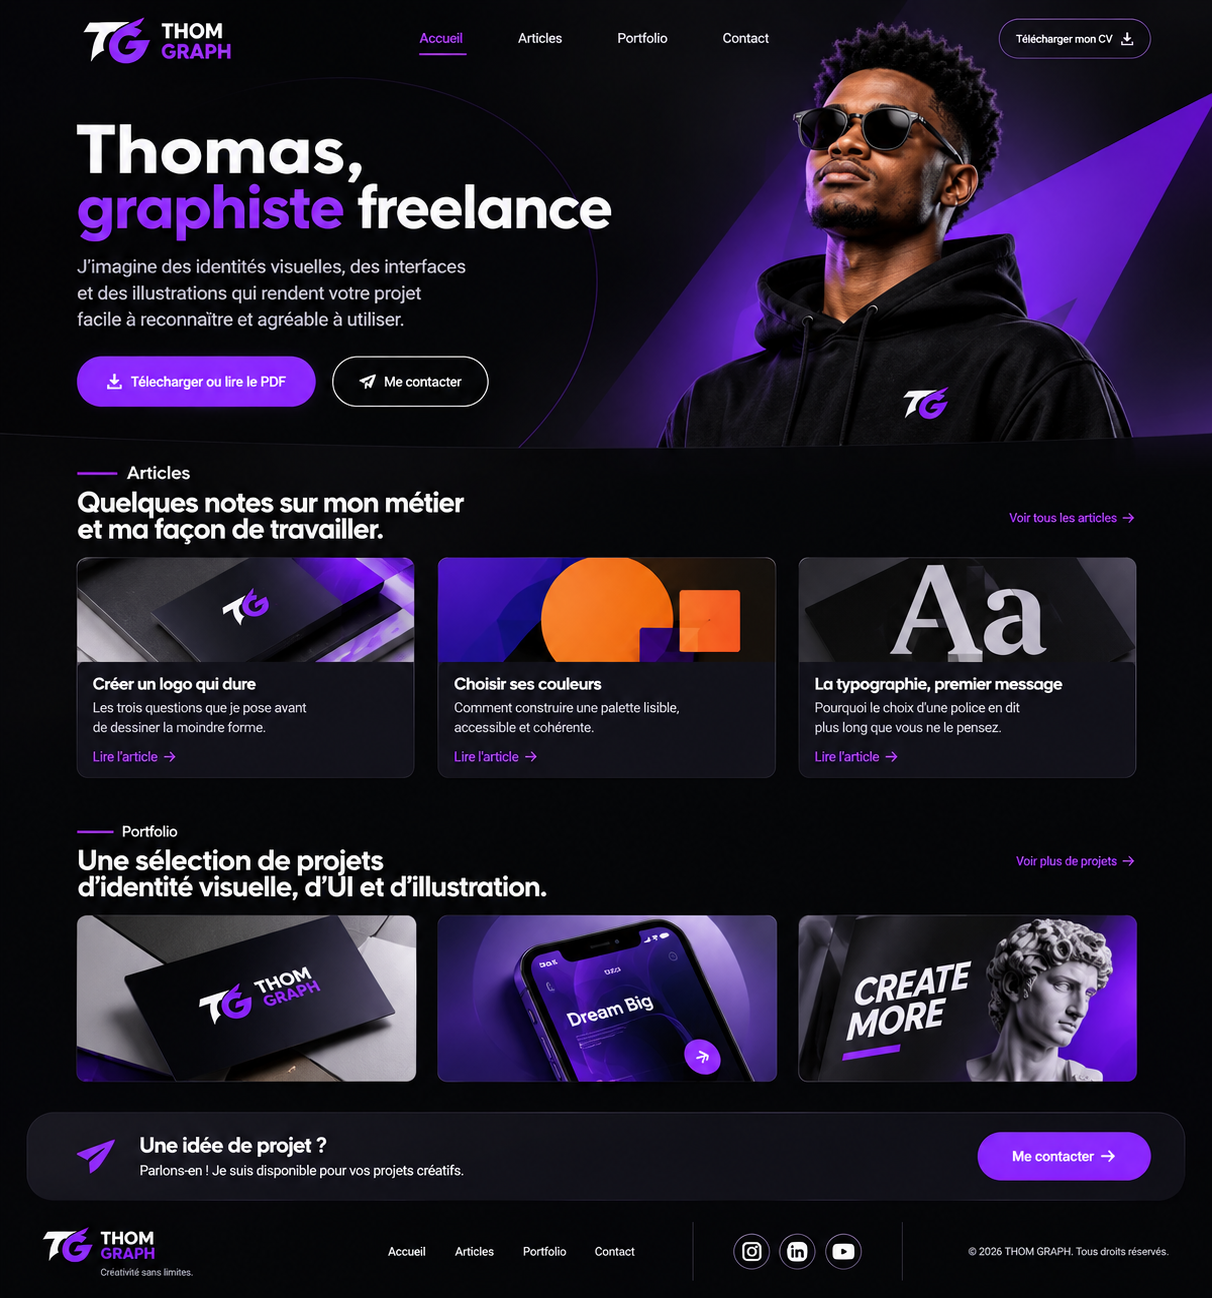 THOM
GRAPH
Accueil
Articles
Portfolio
Contact
Télécharger mon CV
Thomas,
graphiste freelance
J'imagine des identités visuelles, des interfaces
et des illustrations qui rendent votre projet
facile à reconnaïtre et agréable à utiliser.
Télecharger ou lire le PDF
Me contacter
TG
Articles
Quelques notes sur mon métier
et ma façon de travailler.
Voir tous les articles
TG
Aa
Créer un logo qui dure
Les trois questions que je pose avant
de dessiner la moindre forme.
Lire l'article
Choisir ses couleurs
Comment construire une palette lisible,
accessible et cohérente.
Lire l'article
La typographie, premier message
Pourquoi le choix d'une police en dit
plus long que vous ne le pensez.
Lire l'article
Portfolio
Une sélection de projets
d'identité visuelle, d'UI et d'illustration.
Voir plus de projets
TG THOM
GRAPH
Dream Big
CREATE
MORE
Une idée de projet ?
Parlons-en ! Je suis disponible pour vos projets créatifs.
Me contacter
TG THOM
GRAPH
Créativité sans limites.
Accueil
Articles
Portfolio
Contact
in
© 2026 THOM GRAPH. Tous droits réservés.